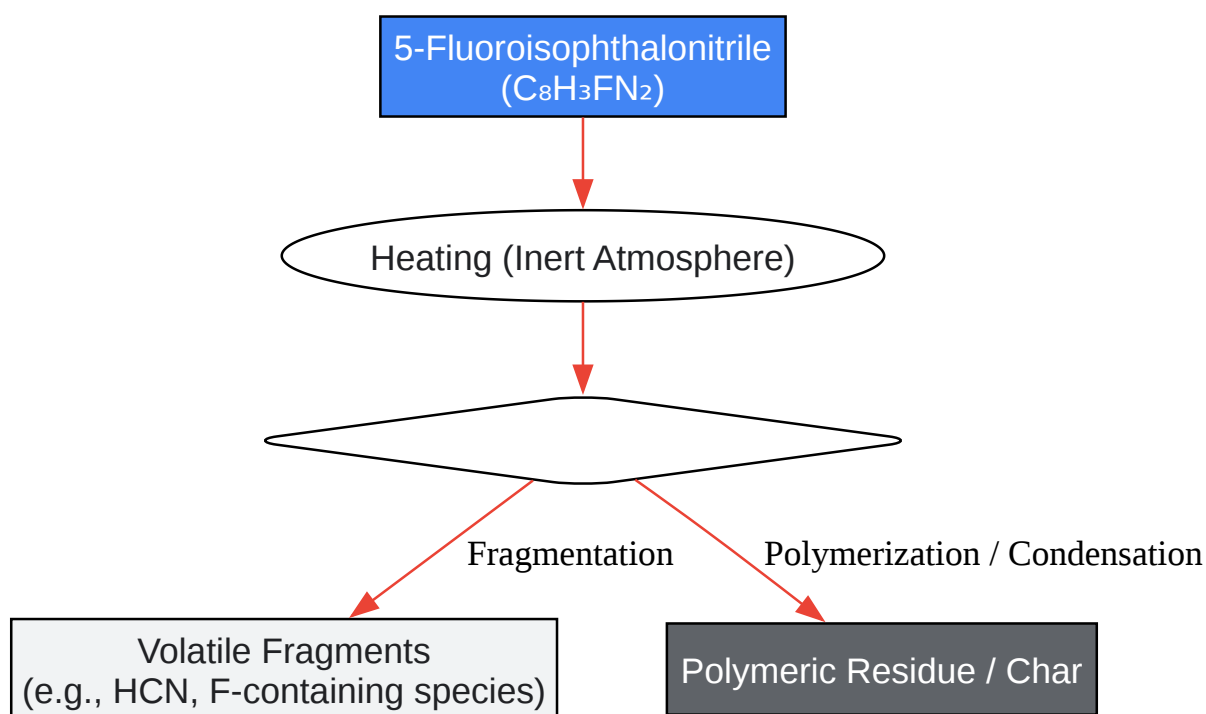 5-Fluoroisophthalonitrile
(C₈H₃FN₂)
Heating (Inert Atmosphere)
Fragmentation
Polymerization / Condensation
Volatile Fragments
(e.g., HCN, F-containing species)
Polymeric Residue / Char